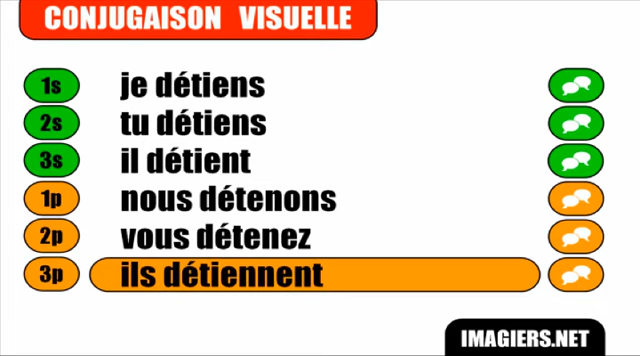 CONJUGAISON VISUELLE
1s je détiens
2s tu détiens
3s il détient
1p nous détenons
2p vous détenez
3p ils détiennent
IMAGIERS.NET